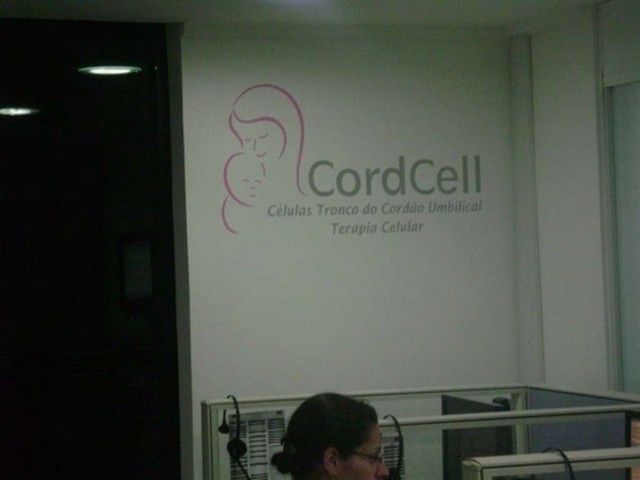 CordCell
Células Tronco do Cordão Umbilical
Terapia Celular